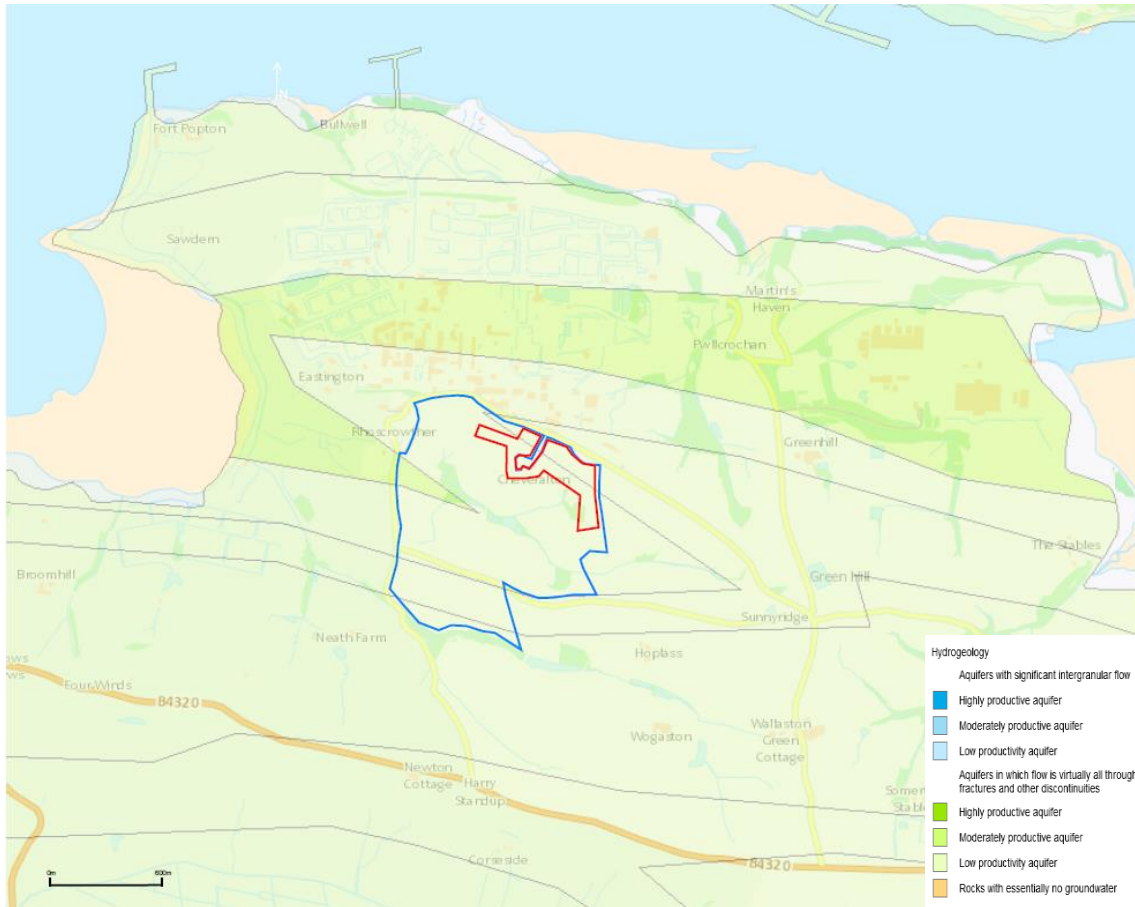 N
Fort Popton
Bullwell
Sawdern
Martin's
Haven
Pwllcrochan
Eastington
Rhoscrowther
Greenhill
The Stables
Broomhill
Green Hill
Sunnyridge
Neath Farm
Hoplass
Four Winds
B4320
Wogaston
Wallaston
Green
Cottage
Newton
Cottage
Harry
Standup
Corseside
B4320
0m
600m
Hydrogeology
Aquifers with significant intergranular flow
Highly productive aquifer
Moderately productive aquifer
Low productivity aquifer
Aquifers in which flow is virtually all through
fractures and other discontinuities
Highly productive aquifer
Moderately productive aquifer
Low productivity aquifer
Rocks with essentially no groundwater